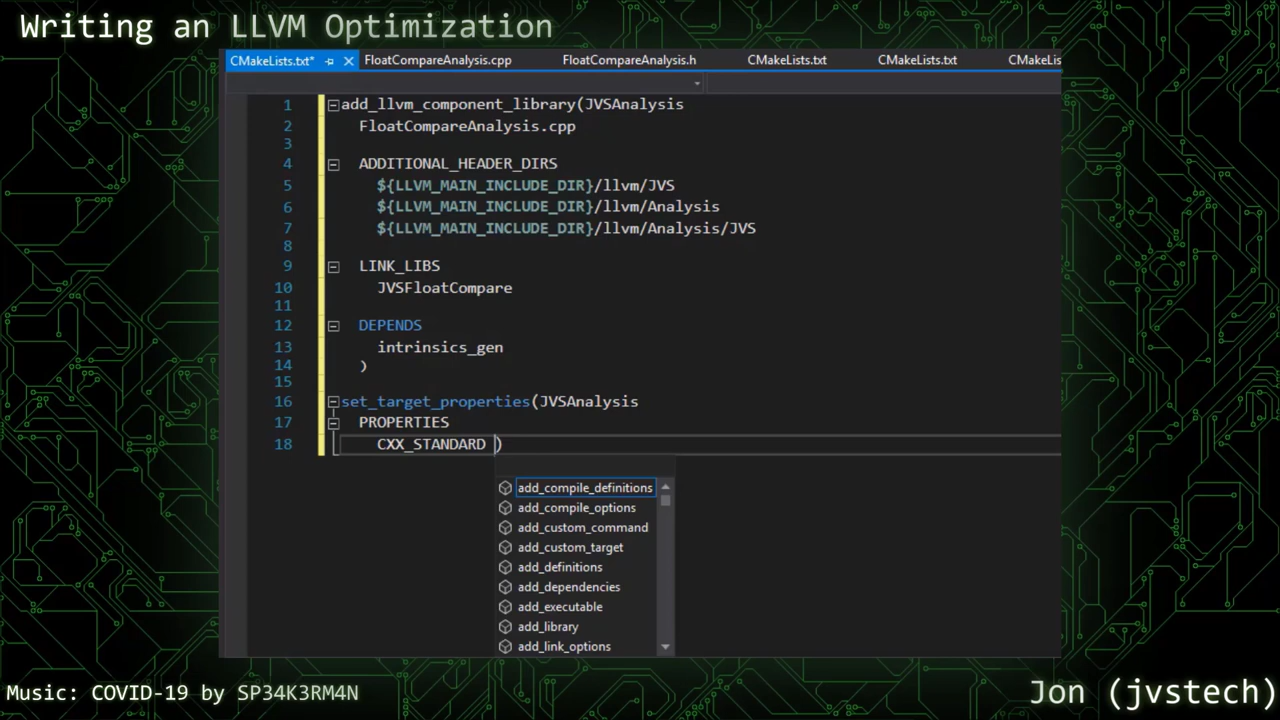 Writing an LLVM Optimization
CMakeLists.txt* FloatCompareAnalysis.cpp FloatCompareAnalysis.h CMakeLists.txt CMakeLists.txt CMakeLis
1 add_llvm_component_library(JVSAnalysis
2 FloatCompareAnalysis.cpp
3
4 ADDITIONAL_HEADER_DIRS
5 ${LLVM_MAIN_INCLUDE_DIR}/llvm/JVS
6 ${LLVM_MAIN_INCLUDE_DIR}/llvm/Analysis
7 ${LLVM_MAIN_INCLUDE_DIR}/llvm/Analysis/JVS
8
9 LINK_LIBS
10 JVSFloatCompare
11
12 DEPENDS
13 intrinsics_gen
14 )
15
16 set_target_properties(JVSAnalysis
17 PROPERTIES
18 CXX_STANDARD )
add_compile_definitions
add_compile_options
add_custom_command
add_custom_target
add_definitions
add_dependencies
add_executable
add_library
add_link_options
Music: COVID-19 by SP34K3RM4N
Jon (jvstech)